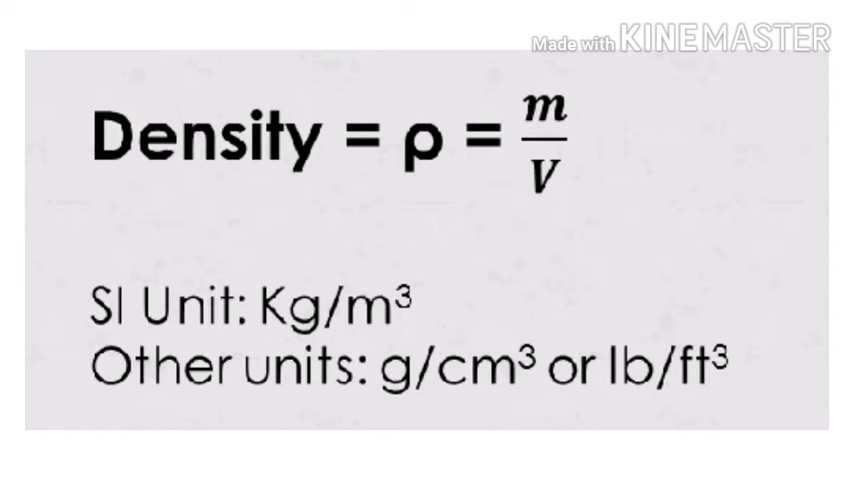 Made with KINEMASTER
Density = ρ = m/V
SI Unit: Kg/m³
Other units: g/cm³ or lb/ft³